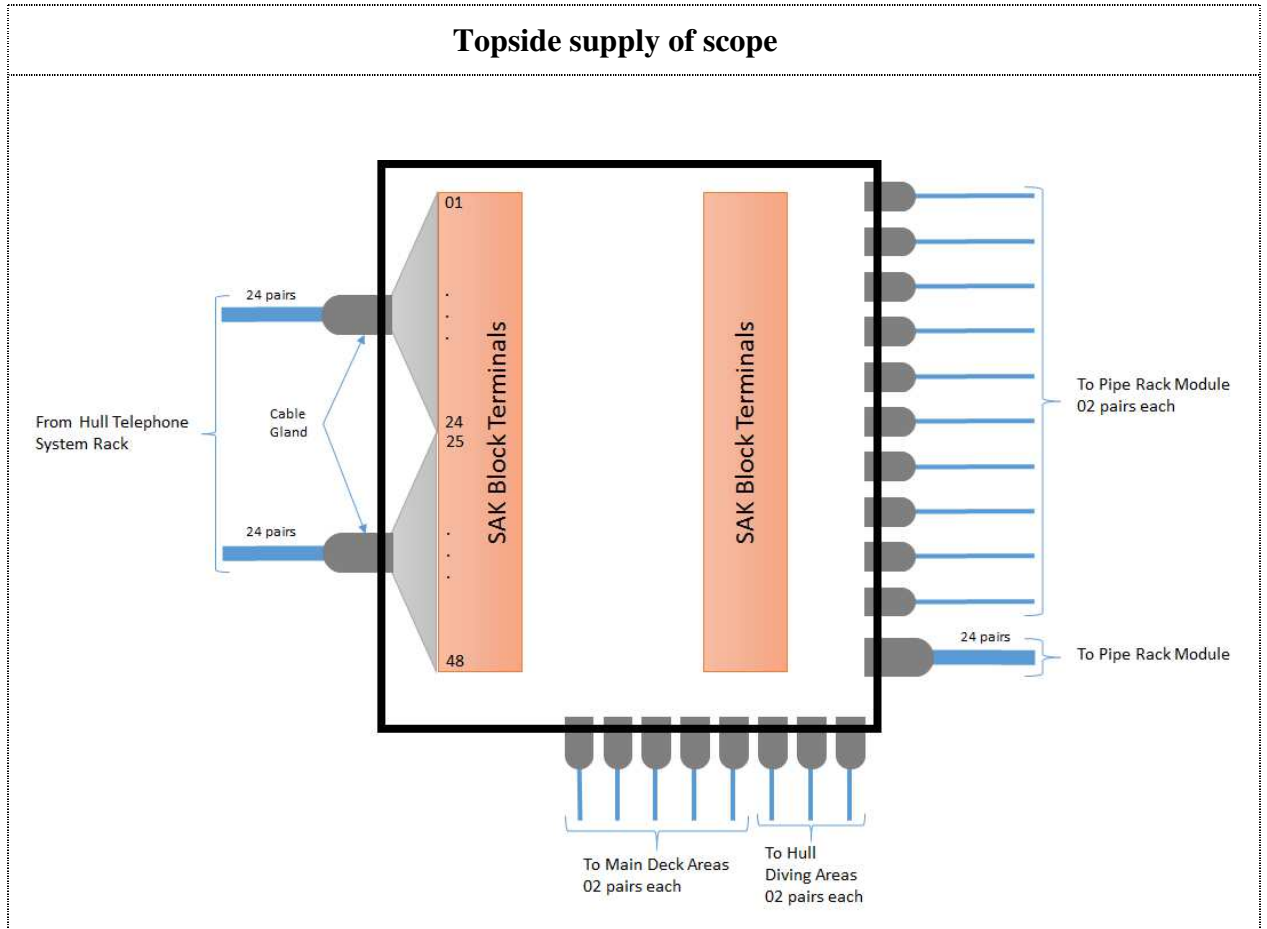 Topside supply of scope
01
.
.
.
24
25
.
.
.
48
SAK Block Terminals
SAK Block Terminals
24 pairs
24 pairs
From Hull Telephone
System Rack
Cable
Gland
To Pipe Rack Module
02 pairs each
24 pairs
To Pipe Rack Module
To Main Deck Areas
02 pairs each
To Hull
Diving Areas
02 pairs each